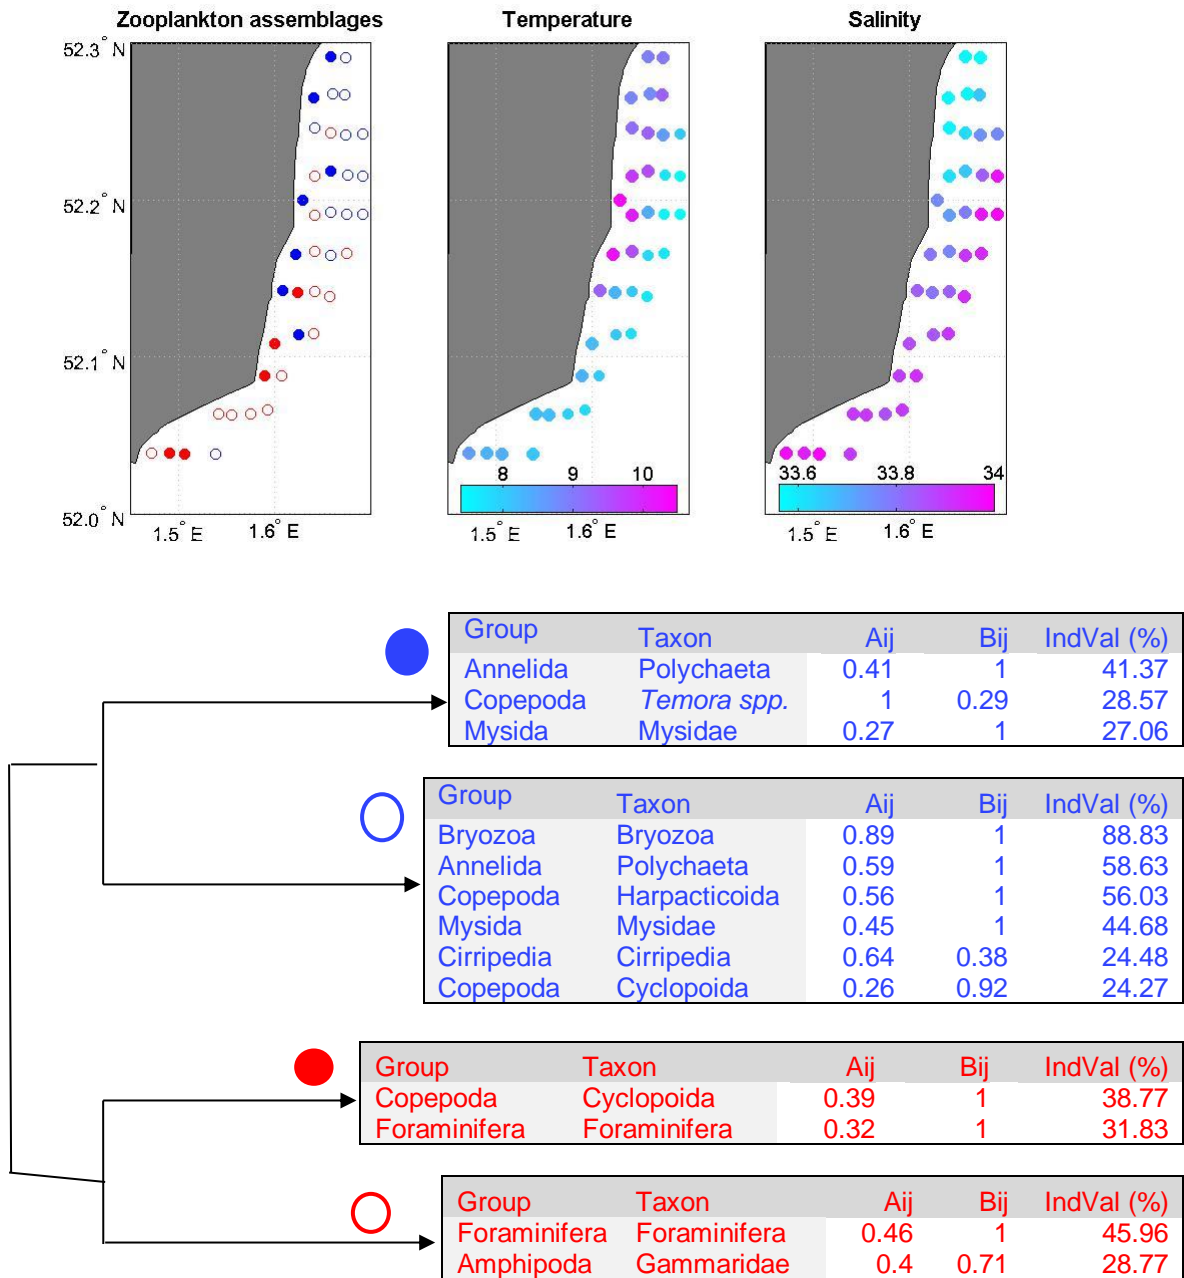 Zooplankton assemblages Temperature Salinity
52.3° N
52.2° N
52.1° N
52.0° N
8 9 10
33.6 33.8 34
1.5° E 1.6° E 1.5° E 1.6° E 1.5° E 1.6° E
Group Taxon Aij Bij IndVal (%)
Annelida Polychaeta 0.41 1 41.37
Copepoda Temora spp. 1 0.29 28.57
Mysida Mysidae 0.27 1 27.06
Group Taxon Aij Bij IndVal (%)
Bryozoa Bryozoa 0.89 1 88.83
Annelida Polychaeta 0.59 1 58.63
Copepoda Harpacticoida 0.56 1 56.03
Mysida Mysidae 0.45 1 44.68
Cirripedia Cirripedia 0.64 0.38 24.48
Copepoda Cyclopoida 0.26 0.92 24.27
Group Taxon Aij Bij IndVal (%)
Copepoda Cyclopoida 0.39 1 38.77
Foraminifera Foraminifera 0.32 1 31.83
Group Taxon Aij Bij IndVal (%)
Foraminifera Foraminifera 0.46 1 45.96
Amphipoda Gammaridae 0.4 0.71 28.77